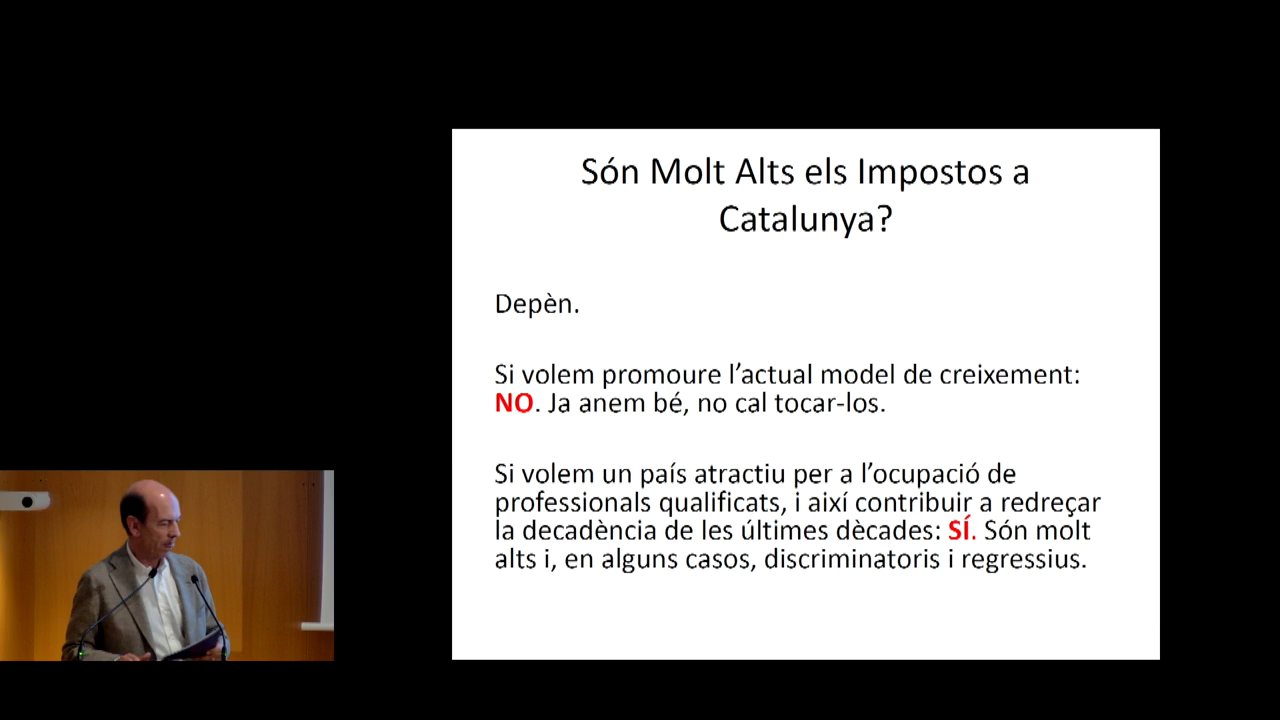 Són Molt Alts els Impostos a
Catalunya?
Depèn.
Si volem promoure l’actual model de creixement:
NO. Ja anem bé, no cal tocar-los.
Si volem un país atractiu per a l’ocupació de
professionals qualificats, i així contribuir a redreçar
la decadència de les últimes dècades: SÍ. Són molt
alts i, en alguns casos, discriminatoris i regressius.